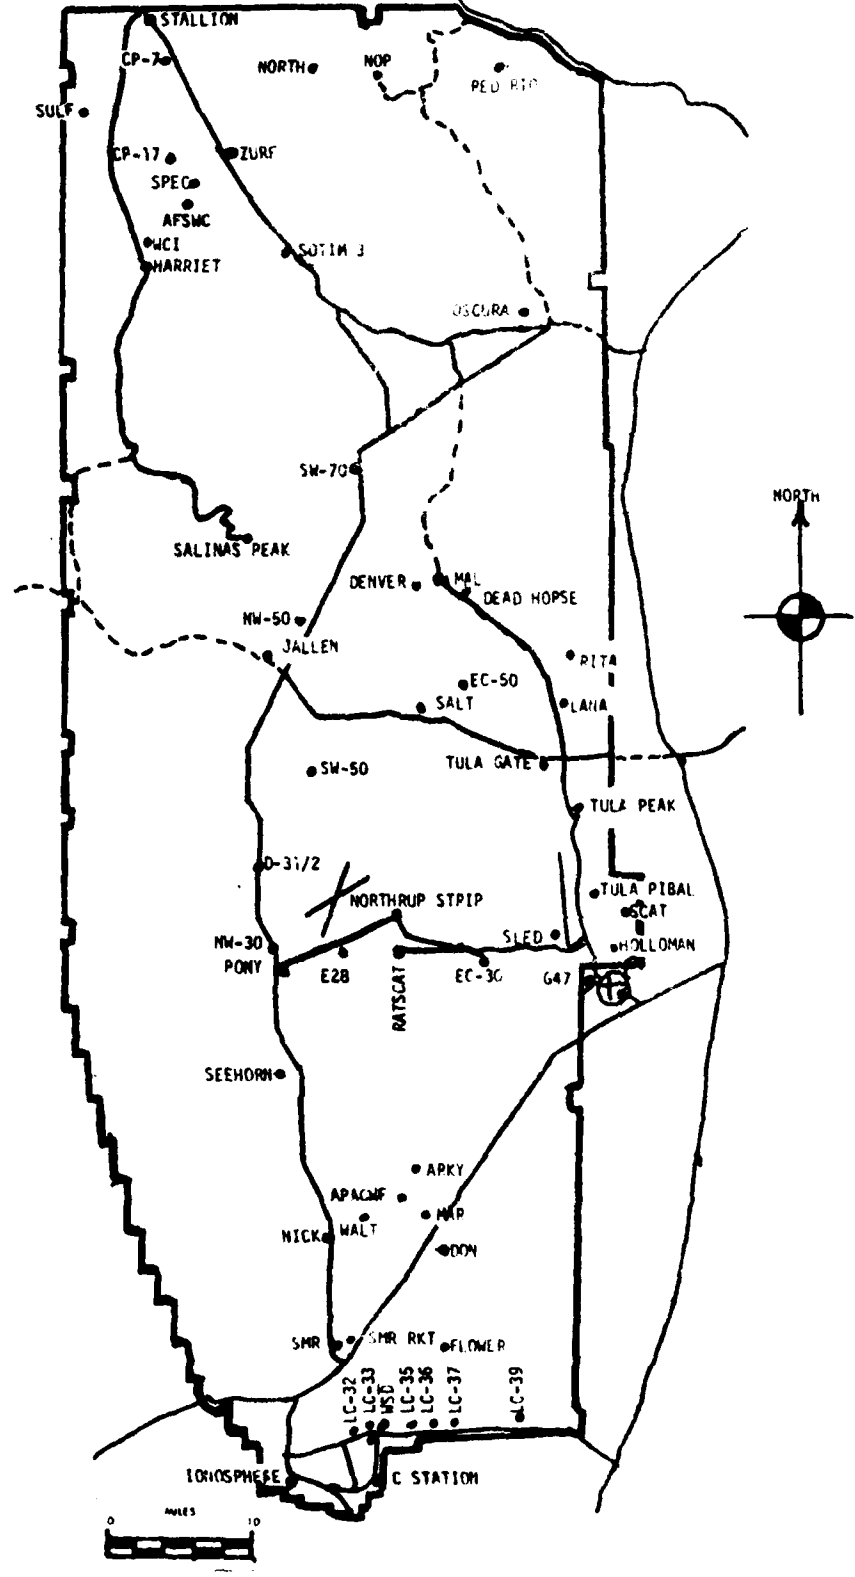 STALLION
CP-7
NORTH
NOP
SULF
CP-17
ZURF
SPEC
AFSWC
WCI
HARRIET
SOTIM 3
OSCURA
SW-70
NORTH
SALINAS PEAK
DENVER
MAL
DEAD HORSE
NW-50
JALLEN
RITA
EC-50
SALT
LANA
SW-50
TULA GATE
TULA PEAK
NORTHRUP STRIP
TULA PIBAL
SCAT
SLED
NW-30
HOLLOMAN
PONY
E28
RATSCAT
EC-30
G47
SEEHORN
ARKY
MAR
NICK
WALT
DON
SMR
SMR RKT
FLOWER
LC-32
LC-33
WSD
LC-35
LC-36
LC-37
LC-39
IONOSPHERE
C STATION
MILES
0 10